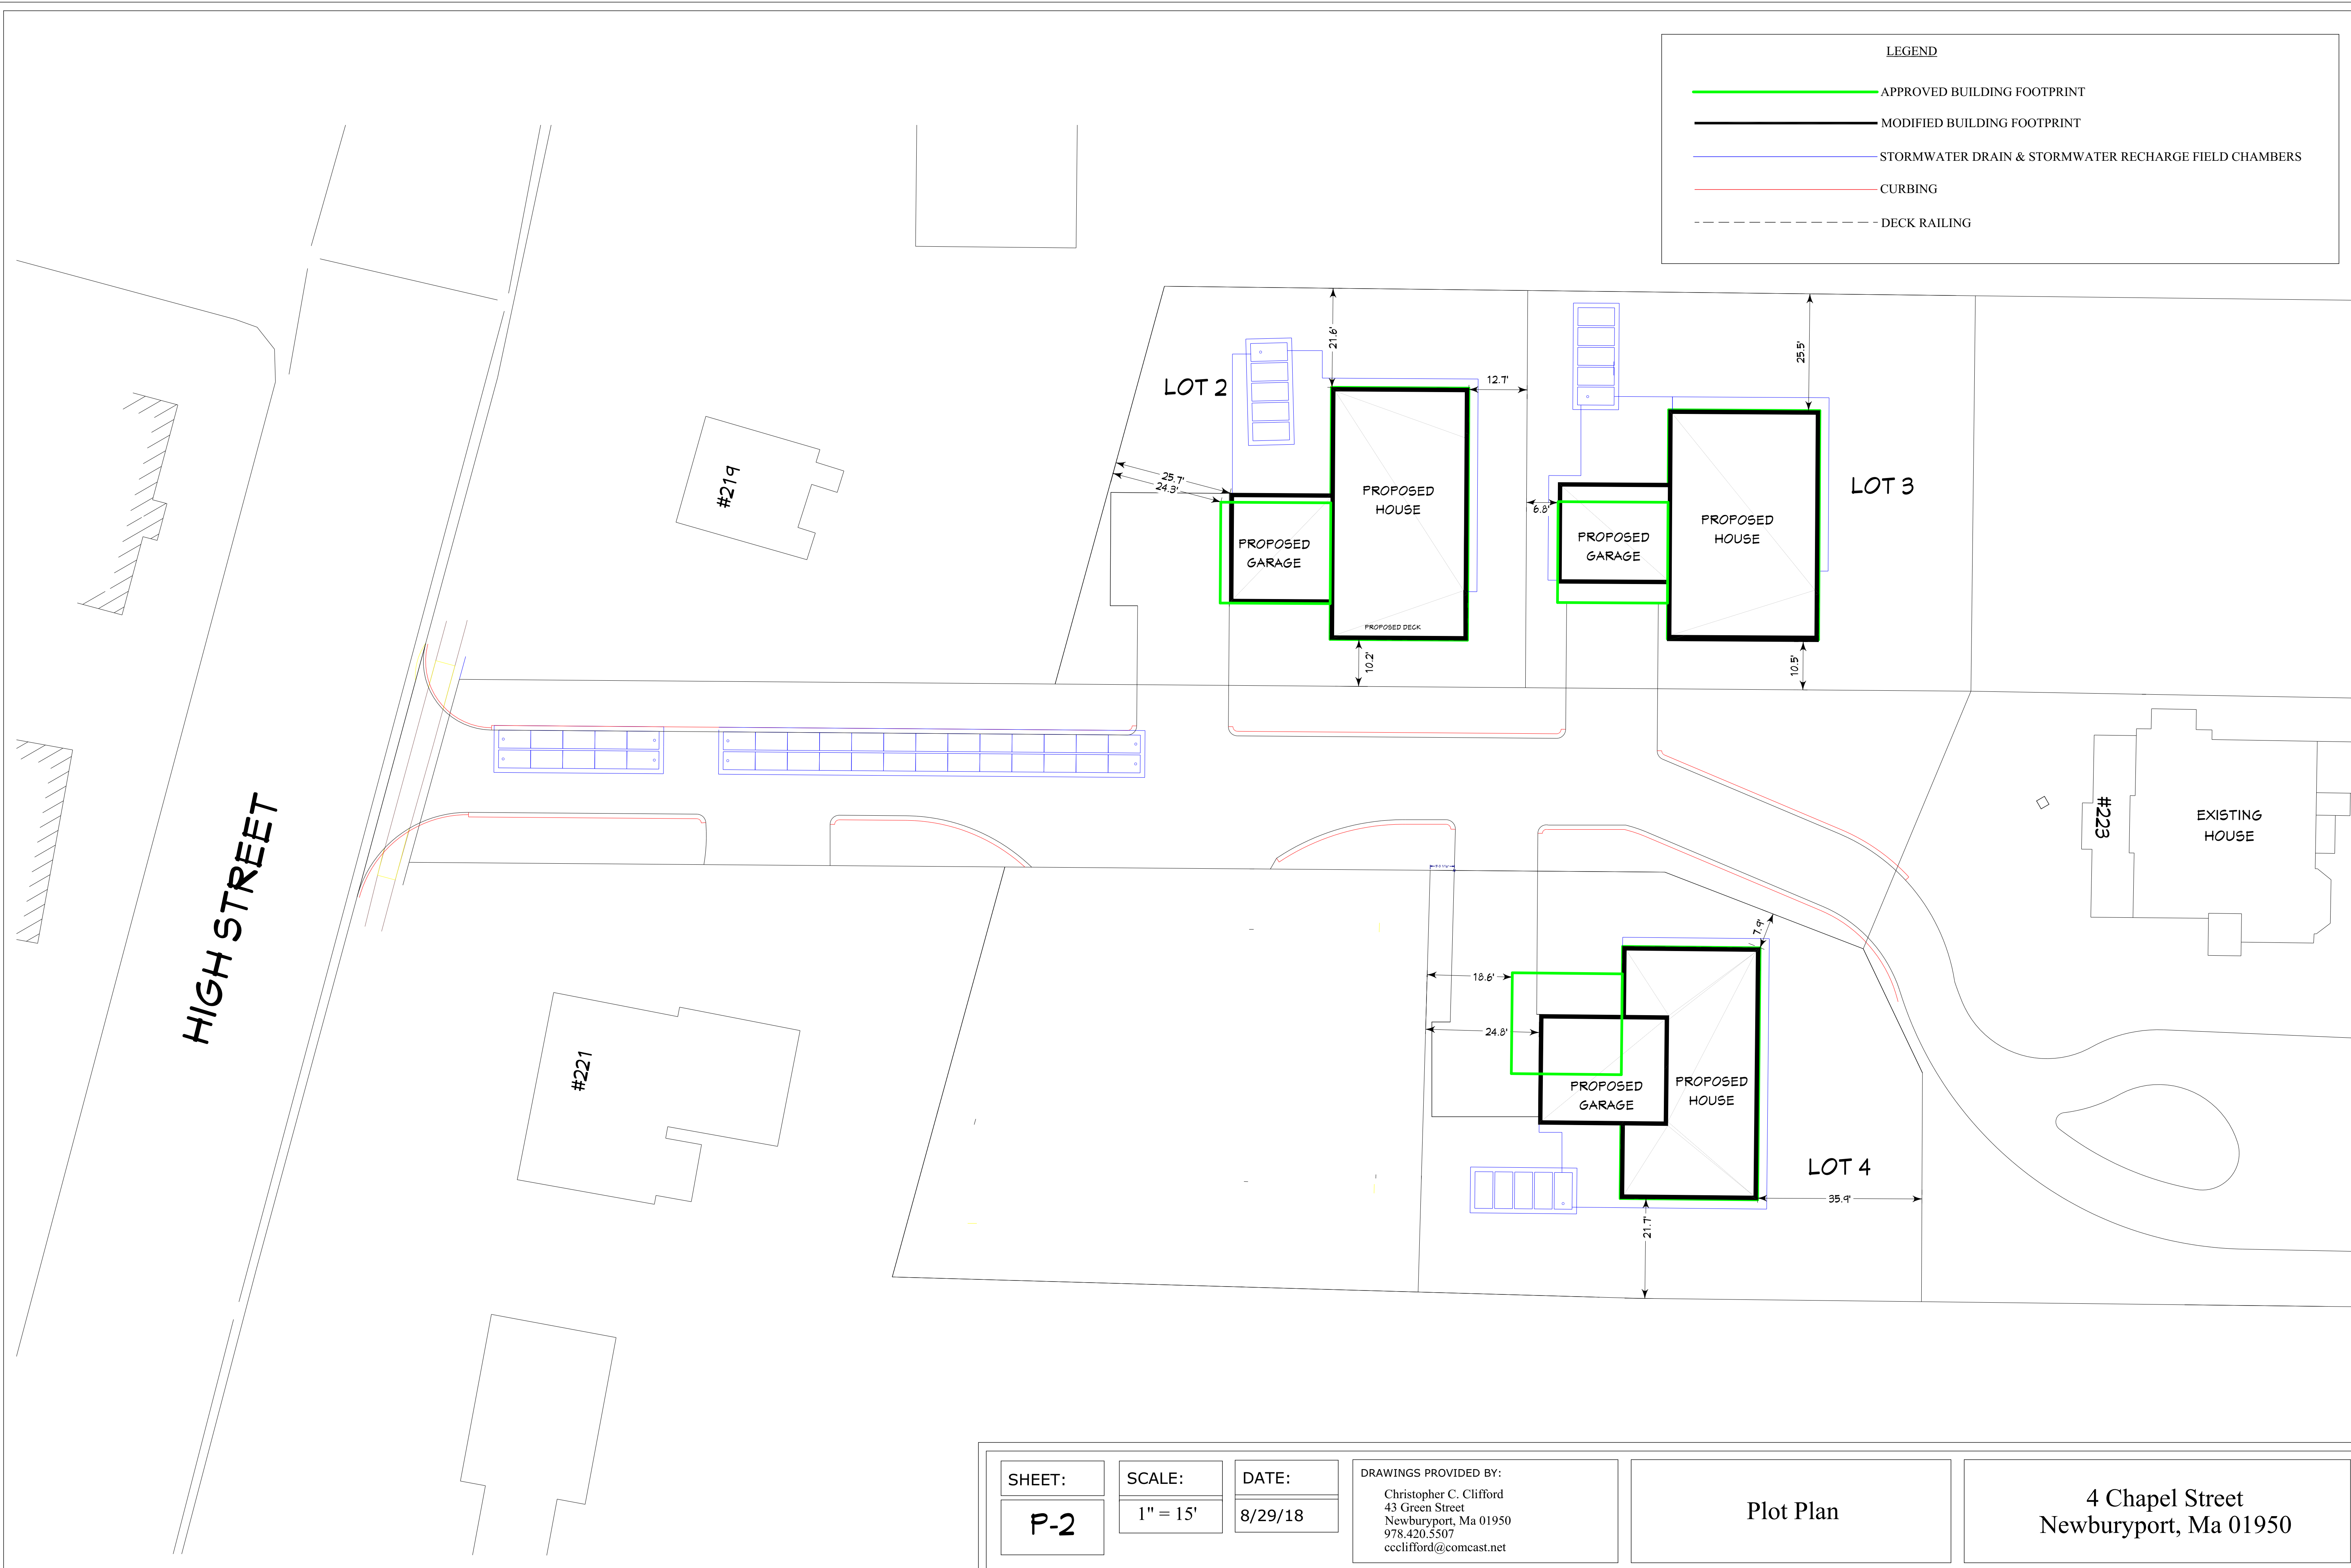 LEGEND
APPROVED BUILDING FOOTPRINT
MODIFIED BUILDING FOOTPRINT
STORMWATER DRAIN & STORMWATER RECHARGE FIELD CHAMBERS
CURBING
DECK RAILING
21.6'
12.7'
25.5'
LOT 2
LOT 3
25.7'
24.3'
6.8'
#219
PROPOSED
HOUSE
PROPOSED
GARAGE
PROPOSED
HOUSE
PROPOSED
GARAGE
PROPOSED DECK
10.2'
10.5'
#223
EXISTING
HOUSE
HIGH STREET
7.9'
18.6'
24.8'
#221
PROPOSED
GARAGE
PROPOSED
HOUSE
LOT 4
35.9'
21.7'
SHEET:
P-2
SCALE:
1" = 15'
DATE:
8/29/18
DRAWINGS PROVIDED BY:
Christopher C. Clifford
43 Green Street
Newburyport, Ma 01950
978.420.5507
ccclifford@comcast.net
Plot Plan
4 Chapel Street
Newburyport, Ma 01950